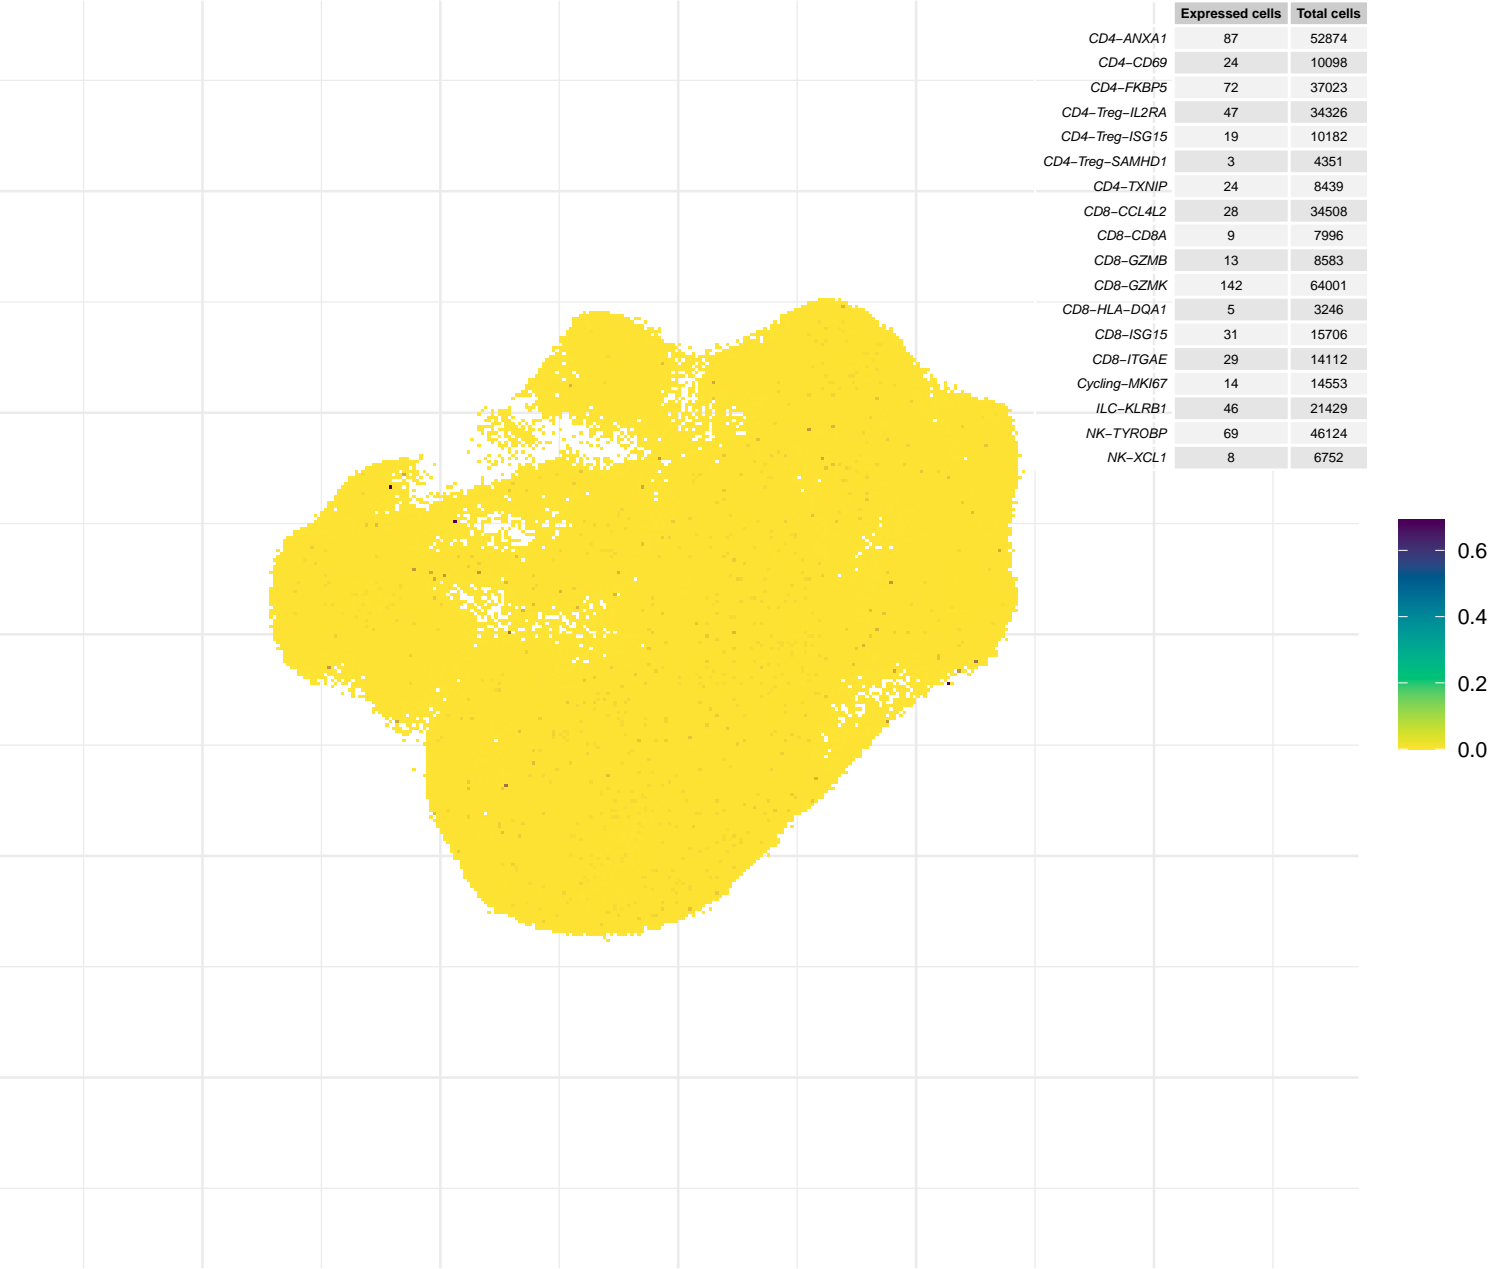 Expressed cells Total cells
CD4−ANXA1 87 52874
CD4−CD69 24 10098
CD4−FKBP5 72 37023
CD4−Treg−IL2RA 47 34326
CD4−Treg−ISG15 19 10182
CD4−Treg−SAMHD1 3 4351
CD4−TXNIP 24 8439
CD8−CCL4L2 28 34508
CD8−CD8A 9 7996
CD8−GZMB 13 8583
CD8−GZMK 142 64001
CD8−HLA−DQA1 5 3246
CD8−ISG15 31 15706
CD8−ITGAE 29 14112
Cycling−MKI67 14 14553
ILC−KLRB1 46 21429
NK−TYROBP 69 46124
NK−XCL1 8 6752
0.6
0.4
0.2
0.0